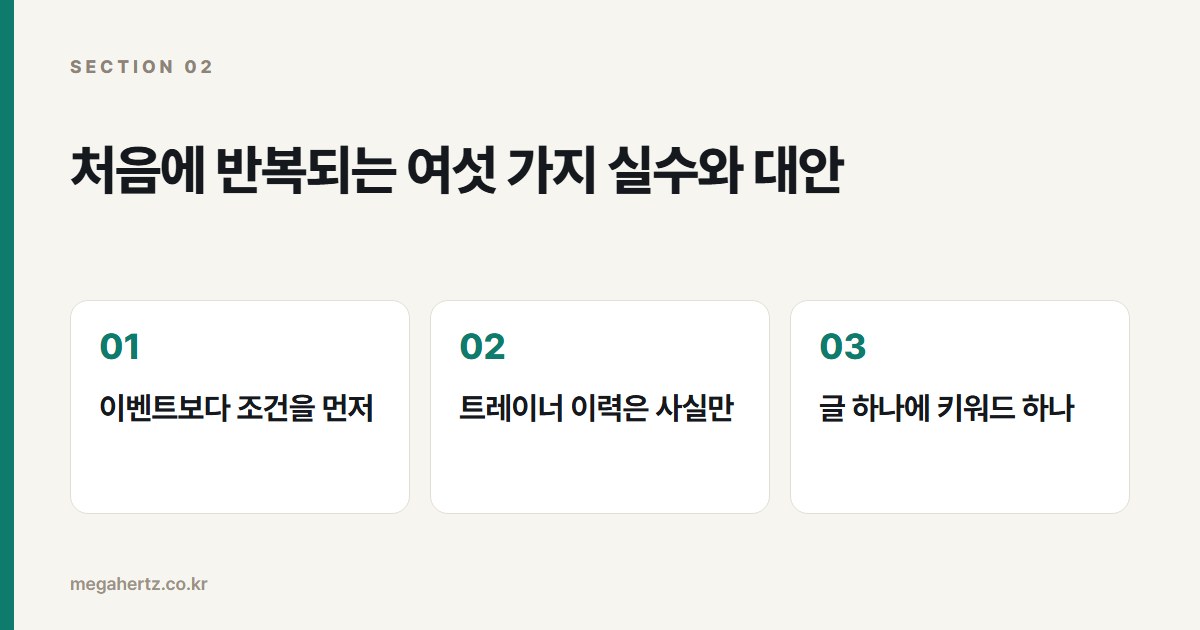 SECTION 02
처음에 반복되는 여섯 가지 실수와 대안
01
이벤트보다 조건을 먼저
02
트레이너 이력은 사실만
03
글 하나에 키워드 하나
megahertz.co.kr